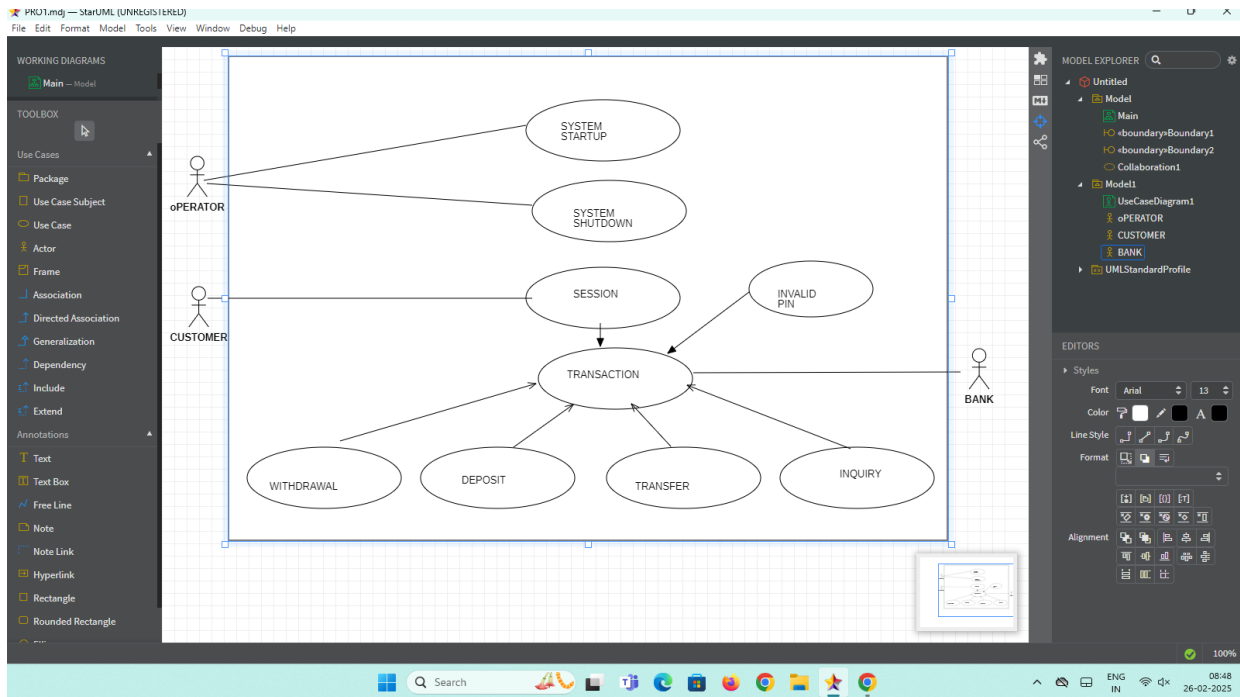 PRO1.mdj — StarUML (UNREGISTERED)
File Edit Format Model Tools View Window Debug Help
WORKING DIAGRAMS
Main — Model
TOOLBOX
Use Cases
Package
Use Case Subject
Use Case
Actor
Frame
Association
Directed Association
Generalization
Dependency
Include
Extend
Annotations
Text
Text Box
Free Line
Note
Note Link
Hyperlink
Rectangle
Rounded Rectangle
SYSTEM
STARTUP
oPERATOR
SYSTEM
SHUTDOWN
SESSION
INVALID
PIN
CUSTOMER
TRANSACTION
BANK
WITHDRAWAL
DEPOSIT
TRANSFER
INQUIRY
MODEL EXPLORER
Untitled
Model
Main
«boundary»Boundary1
«boundary»Boundary2
Collaboration1
Model1
UseCaseDiagram1
oPERATOR
CUSTOMER
BANK
UMLStandardProfile
EDITORS
Styles
Font Arial 13
Color A
Line Style
Format
Alignment
100%
Search
ENG
IN
08:48
26-02-2025